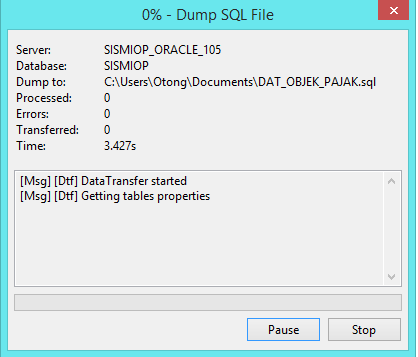 0% - Dump SQL File
Server: SISMIOP_ORACLE_105
Database: SISMIOP
Dump to: C:\Users\Otong\Documents\DAT_OBJEK_PAJAK.sql
Processed: 0
Errors: 0
Transferred: 0
Time: 3.427s
[Msg] [Dtf] DataTransfer started
[Msg] [Dtf] Getting tables properties
Pause Stop